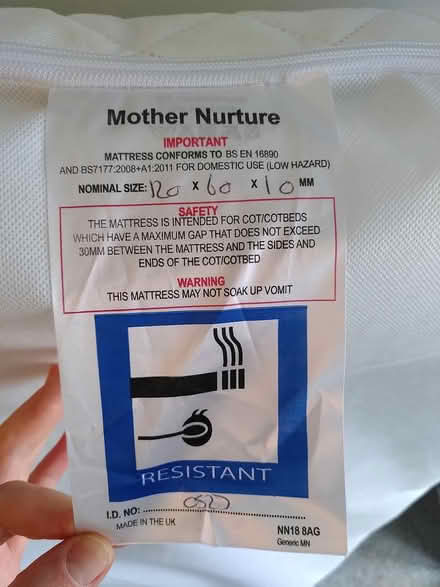 Mother Nurture
IMPORTANT
MATTRESS CONFORMS TO BS EN 16890
AND BS7177:2008+A1:2011 FOR DOMESTIC USE (LOW HAZARD)
NOMINAL SIZE: 120 X 60 X 10 MM
SAFETY
THE MATTRESS IS INTENDED FOR COT/COTBEDS
WHICH HAVE A MAXIMUM GAP THAT DOES NOT EXCEED
30MM BETWEEN THE MATTRESS AND THE SIDES AND
ENDS OF THE COT/COTBED
WARNING
THIS MATTRESS MAY NOT SOAK UP VOMIT
RESISTANT
I.D. NO:
MADE IN THE UK
NN18 8AG
Generic MN